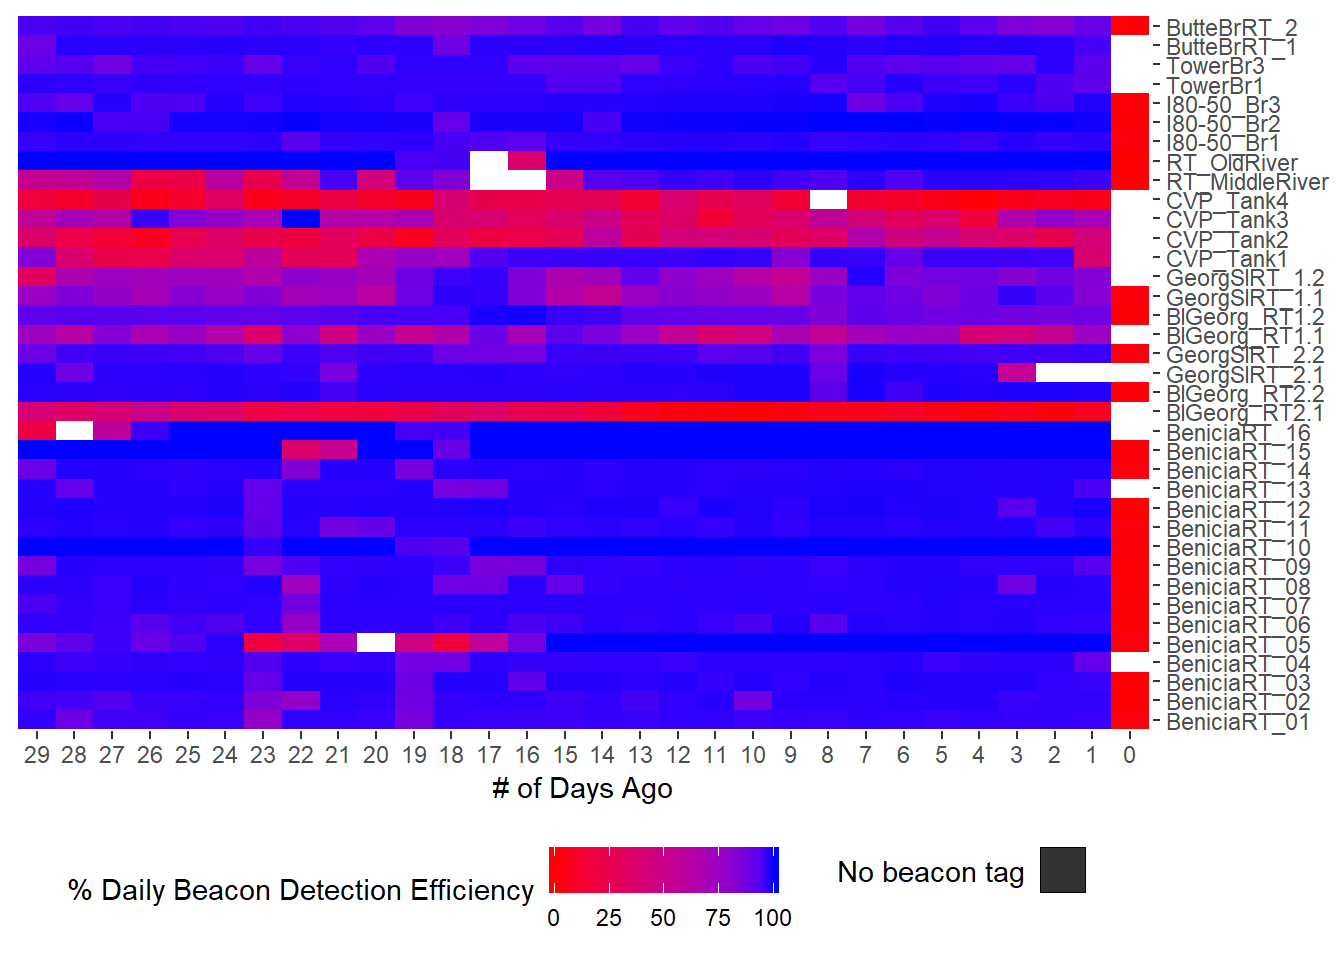 ButteBrRT_2
ButteBrRT_1
TowerBr3
TowerBr1
I80-50_Br3
I80-50_Br2
I80-50_Br1
RT_OldRiver
RT_MiddleRiver
CVP_Tank4
CVP_Tank3
CVP_Tank2
CVP_Tank1
GeorgSlRT_1.2
GeorgSlRT_1.1
BlGeorg_RT1.2
BlGeorg_RT1.1
GeorgSlRT_2.2
GeorgSlRT_2.1
BlGeorg_RT2.2
BlGeorg_RT2.1
BeniciaRT_16
BeniciaRT_15
BeniciaRT_14
BeniciaRT_13
BeniciaRT_12
BeniciaRT_11
BeniciaRT_10
BeniciaRT_09
BeniciaRT_08
BeniciaRT_07
BeniciaRT_06
BeniciaRT_05
BeniciaRT_04
BeniciaRT_03
BeniciaRT_02
BeniciaRT_01
29 28 27 26 25 24 23 22 21 20 19 18 17 16 15 14 13 12 11 10 9 8 7 6 5 4 3 2 1 0
# of Days Ago
% Daily Beacon Detection Efficiency
0 25 50 75 100
No beacon tag